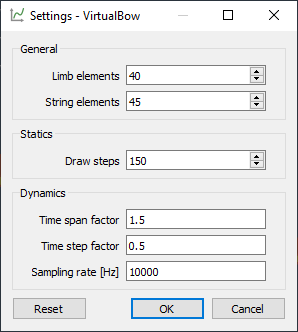 Settings - VirtualBow
General
Limb elements 40
String elements 45
Statics
Draw steps 150
Dynamics
Time span factor 1.5
Time step factor 0.5
Sampling rate [Hz] 10000
Reset OK Cancel